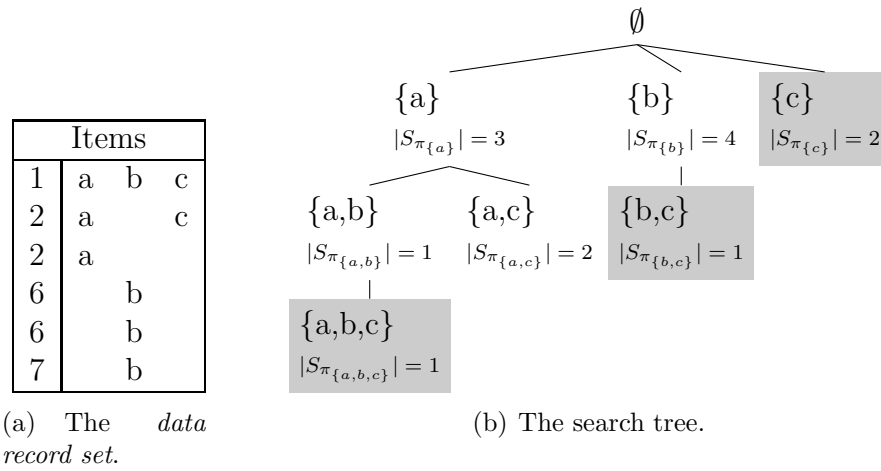 Items
1 a b c
2 a c
2 a
6 b
6 b
7 b
(a) The data
record set.
∅
{a} {b} {c}
|S_{π_{\{a\}}}| = 3 |S_{π_{\{b\}}}| = 4 |S_{π_{\{c\}}}| = 2
{a,b} {a,c} {b,c}
|S_{π_{\{a,b\}}}| = 1 |S_{π_{\{a,c\}}}| = 2 |S_{π_{\{b,c\}}}| = 1
{a,b,c}
|S_{π_{\{a,b,c\}}}| = 1
(b) The search tree.